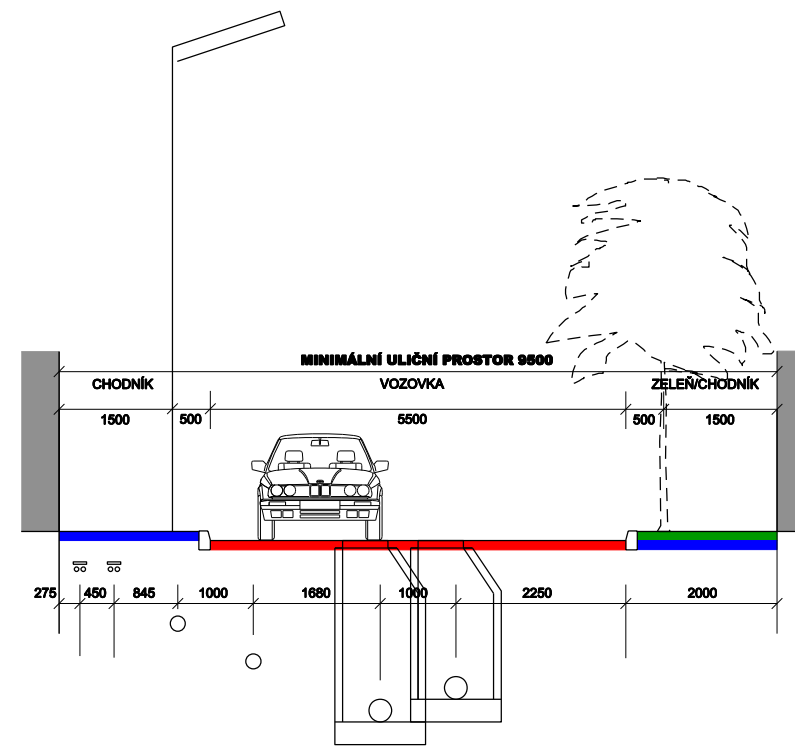 MINIMÁLNÍ ULIČNÍ PROSTOR 9500
CHODNÍK VOZOVKA ZELEŇ/CHODNÍK
1500 500 5500 500 1500
275 450 845 1000 1680 1000 2250 2000